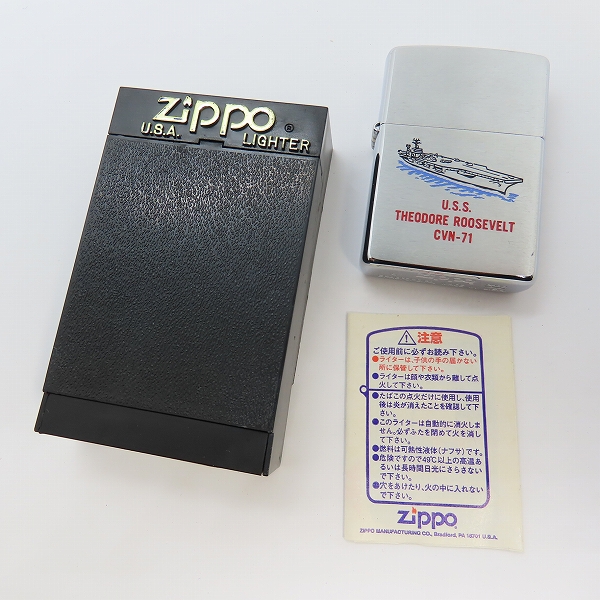 Zippo®
U.S.A. LIGHTER
U.S.S.
THEODORE ROOSEVELT
CVN-71
⚠注意
ご使用前に必ずお読み下さい。
●ライターは、子供の手の届かない
所に保管して下さい。
●ライターは顔や衣類から離して点
火して下さい。
●たばこの点火だけに使用し、使用
後は炎が消えたことを確認して下
さい。
●このライターは自動的に消火しま
せん。必ずふたを閉めて火を消し
て下さい。
●燃料は可熱性液体(ナフサ)です。
●危険ですので49℃以上の高温あ
るいは長時間日光にさらさない
で下さい。
●穴をあけたり、火の中に入れない
で下さい。
Zippo
ZIPPO MANUFACTURING CO., Bradford, PA 16701 U.S.A.